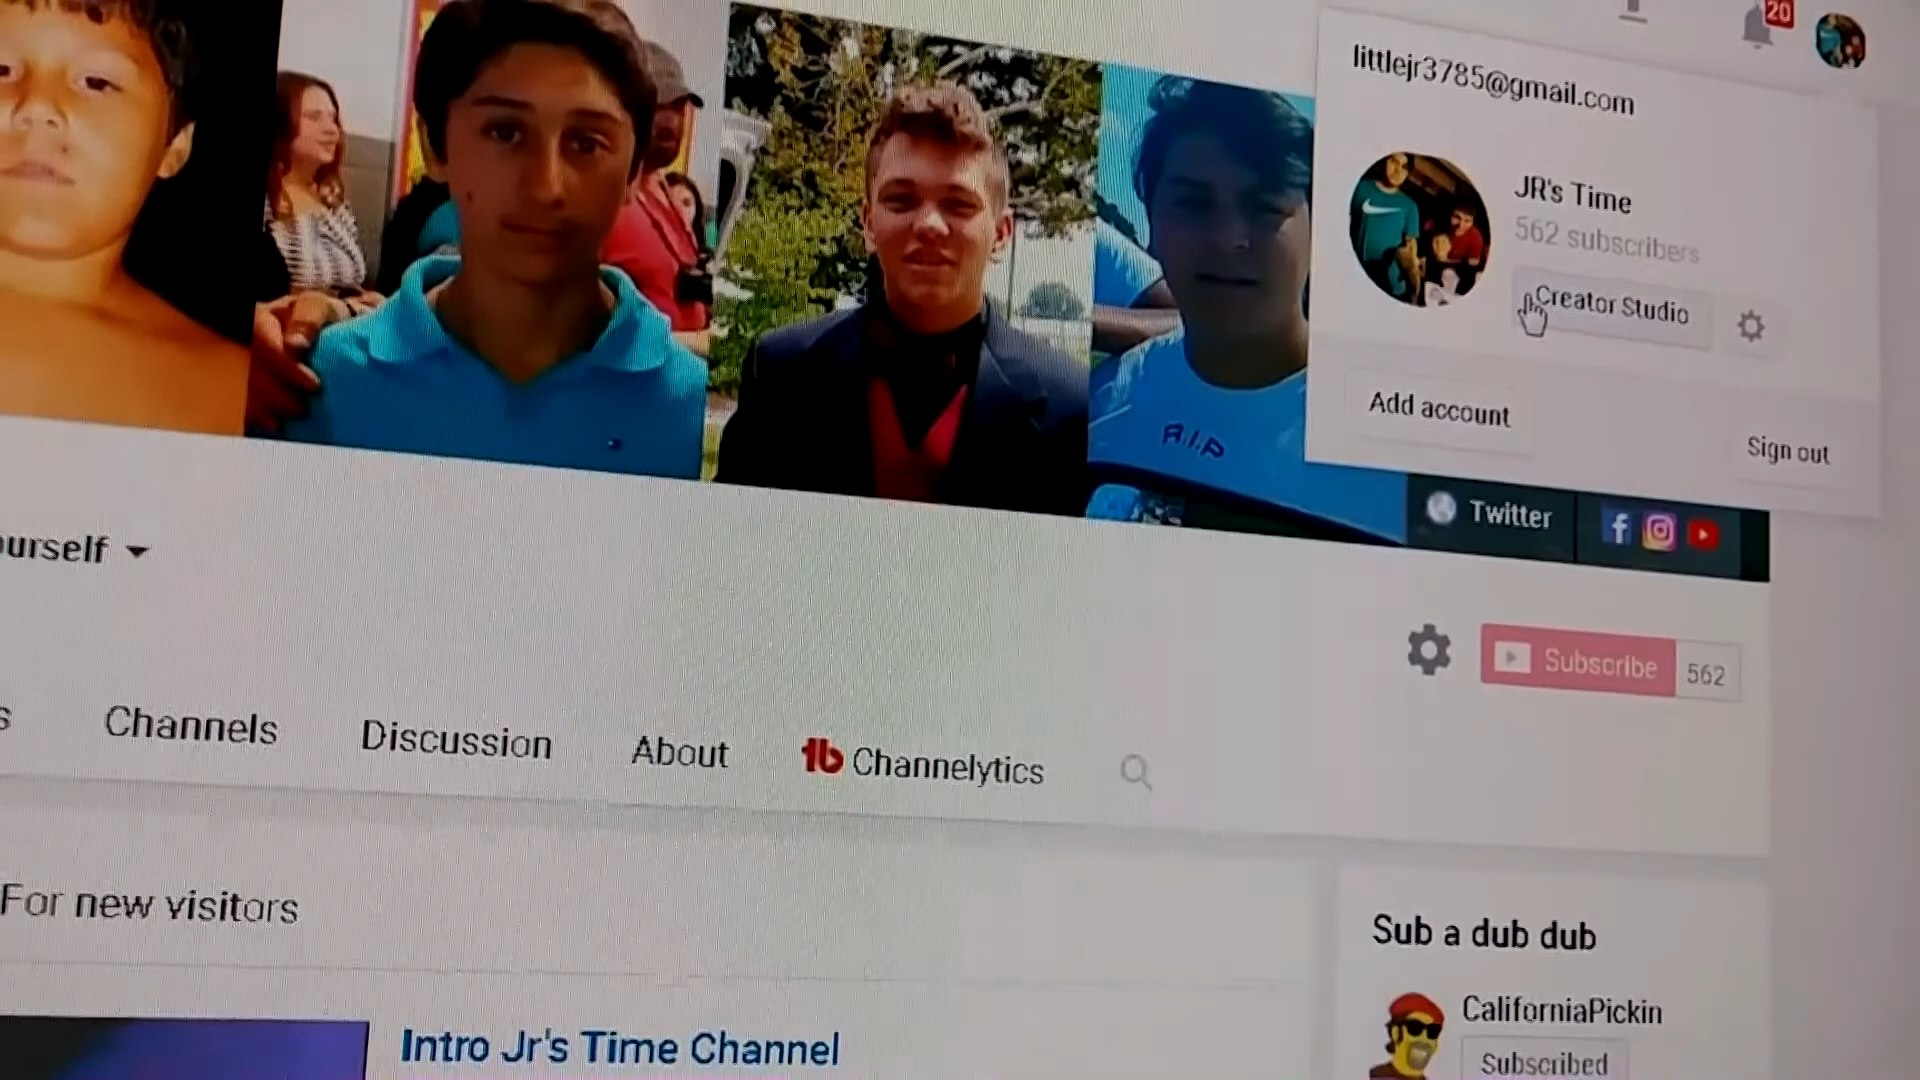 20
littlejr3785@gmail.com
JR's Time
562 subscribers
Creator Studio
Add account
Sign out
R.I.P
Twitter
ourself
Subscribe 562
s Channels Discussion About Channelytics
For new visitors
Sub a dub dub
CaliforniaPickin
Subscribed
Intro Jr's Time Channel